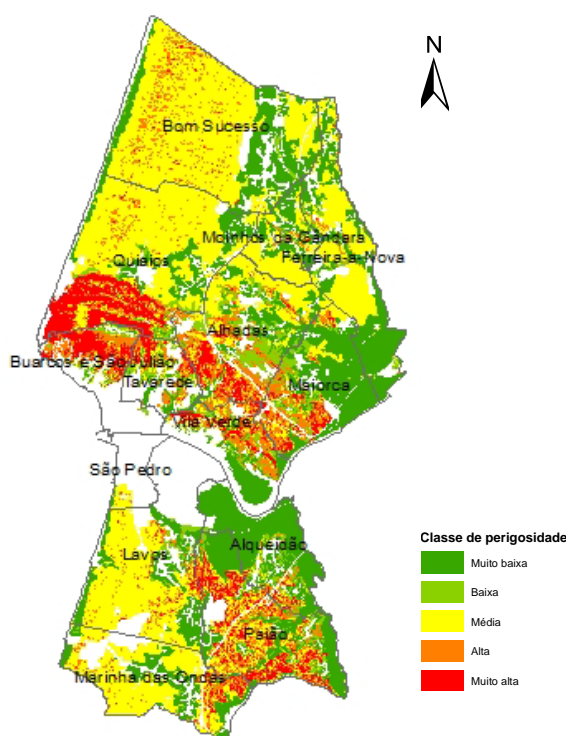 N
Bom Sucesso
Moinhos da Gândara
Quiaios
Ferreira-a-Nova
Alhadas
Buarcos e São Julião
Tavarede
Maiorca
Vila Verde
São Pedro
Alqueidão
Lavos
Paião
Marinha das Ondas
Classe de perigosidade
Muito baixa
Baixa
Média
Alta
Muito alta